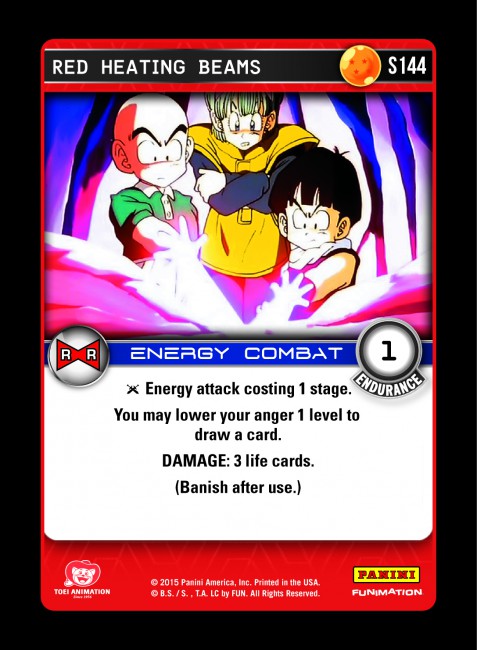 RED HEATING BEAMS
S144
R R
ENERGY COMBAT
1
ENDURANCE
Energy attack costing 1 stage.
You may lower your anger 1 level to
draw a card.
DAMAGE: 3 life cards.
(Banish after use.)
TOEI ANIMATION
Since 1956
© 2015 Panini America, Inc. Printed in the USA.
© B.S. / S. , T.A. LC by FUN. All Rights Reserved.
PANINI
FUNIMATION